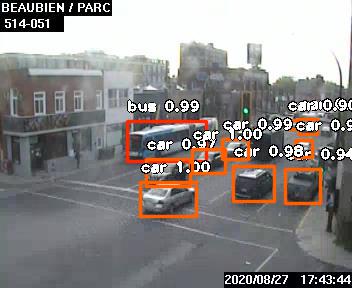 BEAUBIEN / PARC
514-051
bus 0.99
car 0.99
car 1.00
car 0.97
car 0.98
car 1.00
2020/08/27 17:43:44